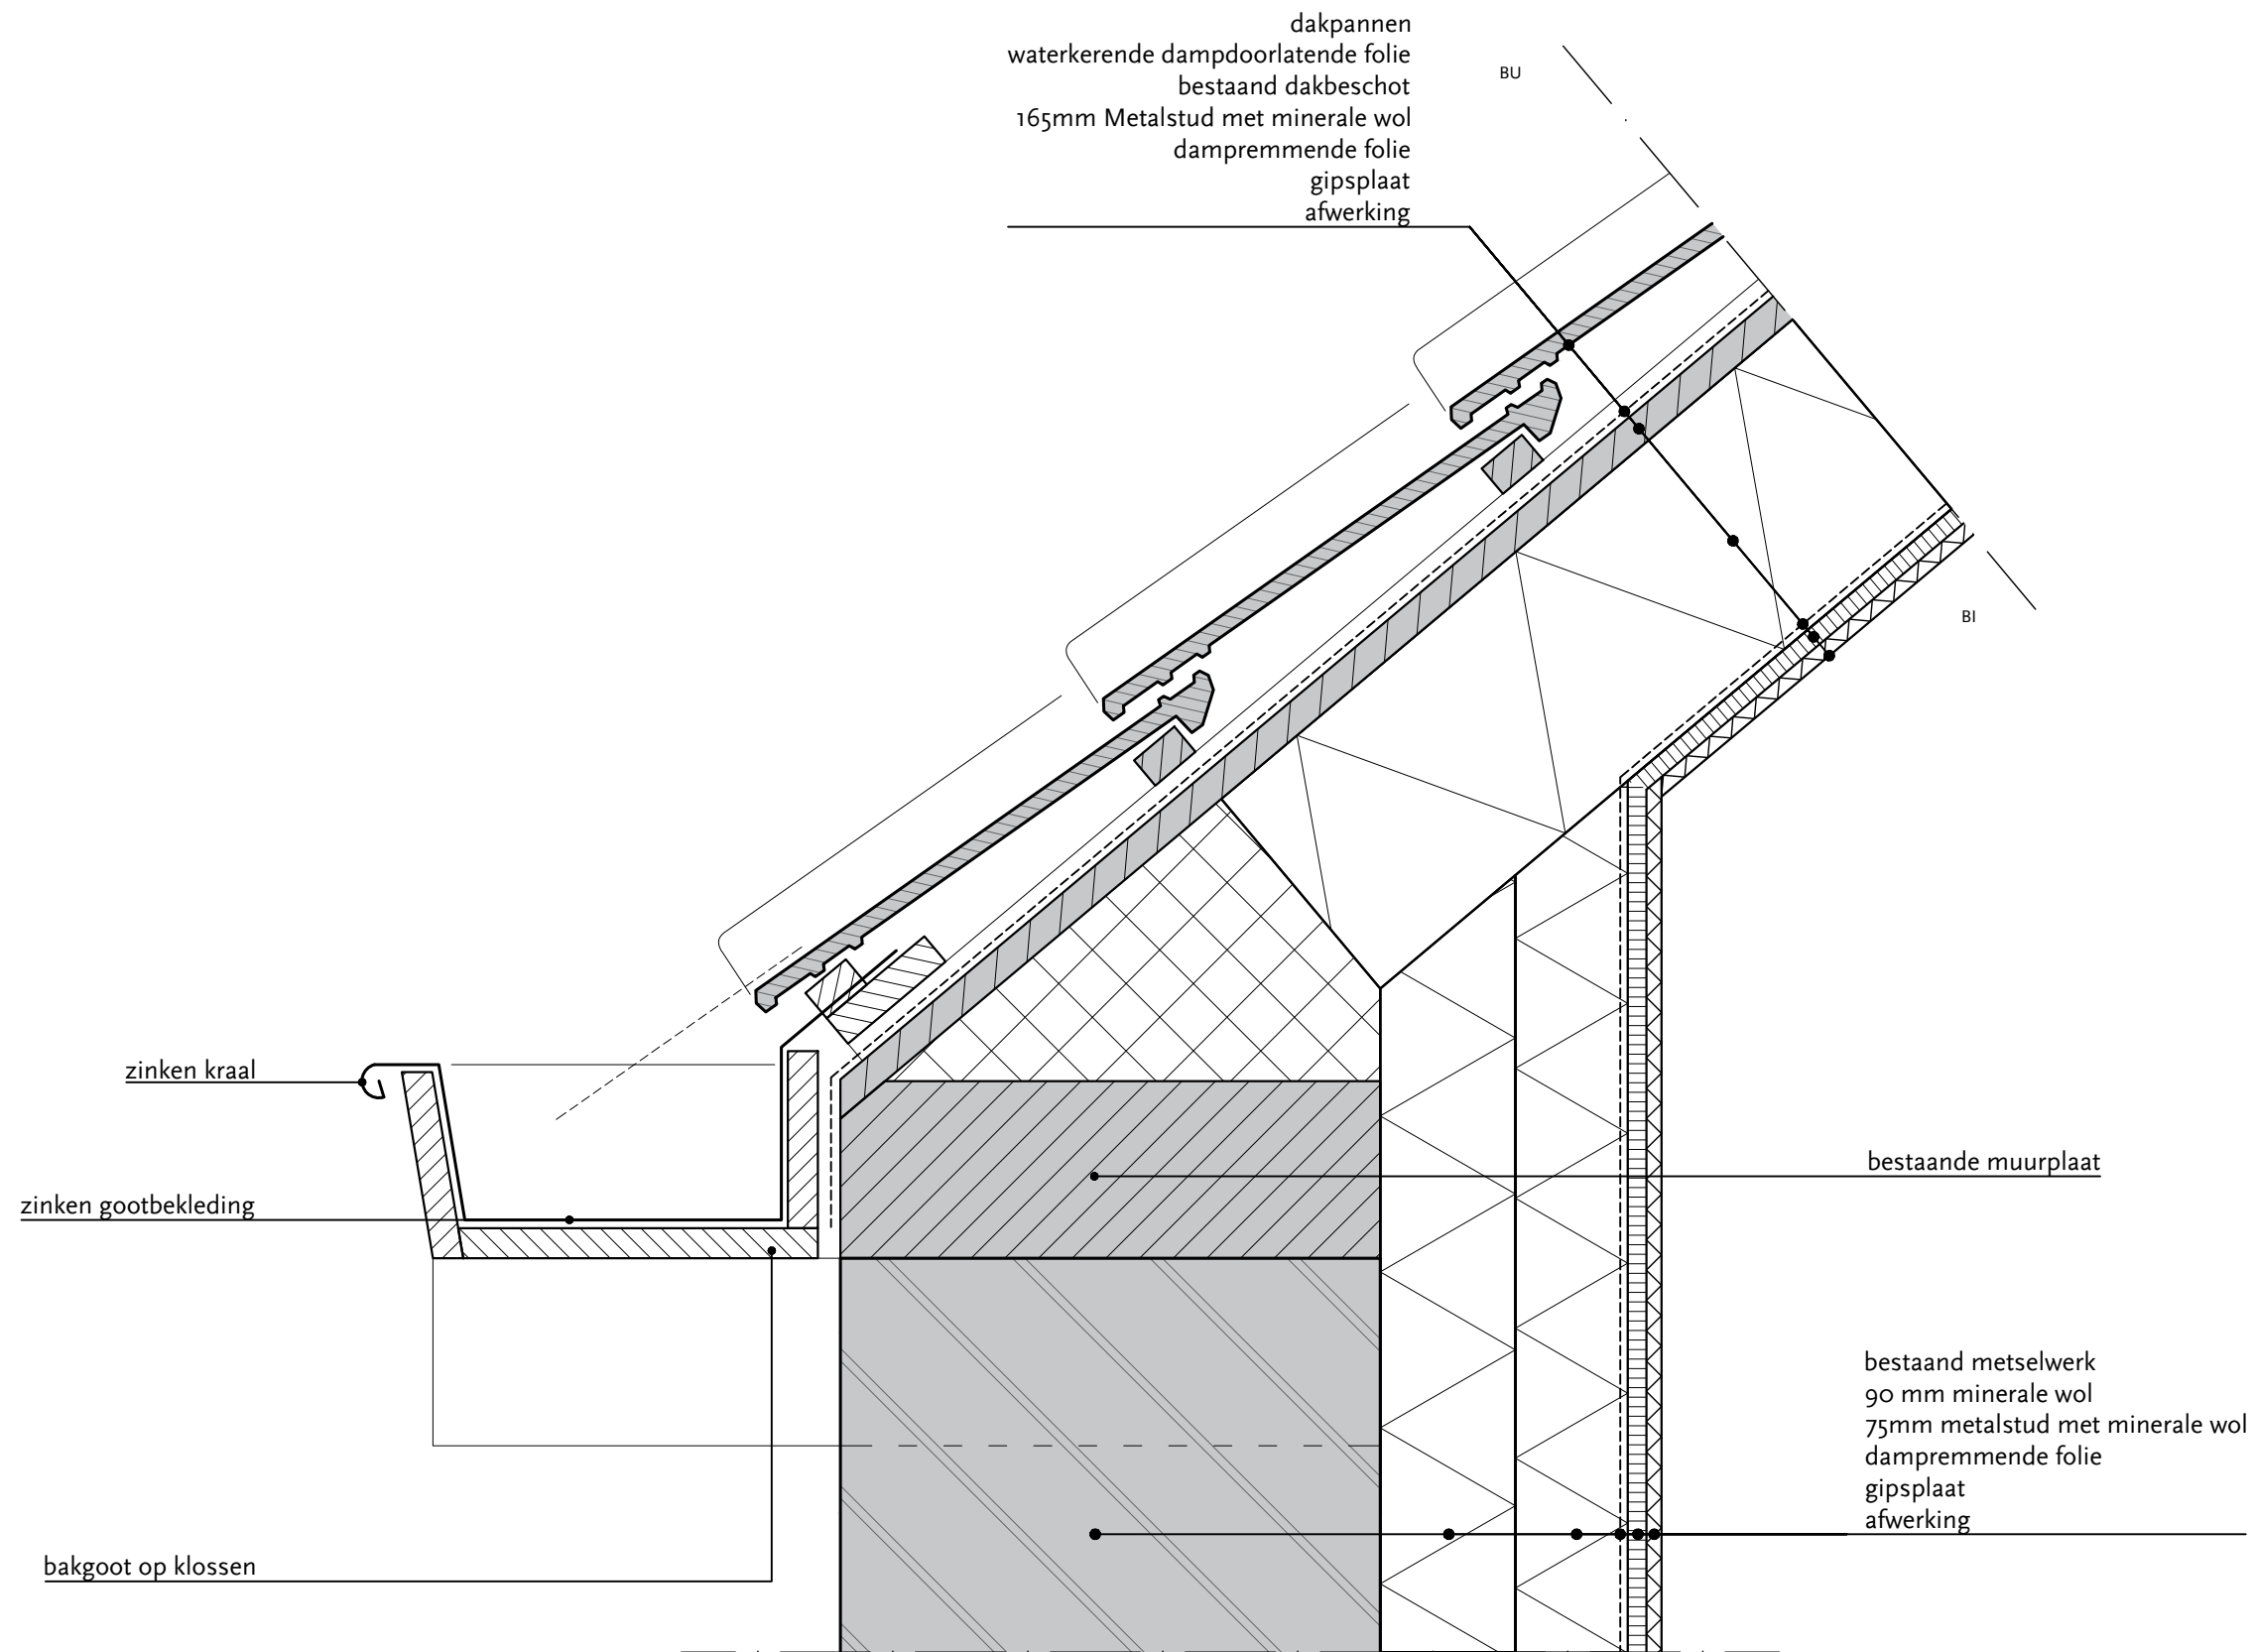 dakpannen
waterkerende dampdoorlatende folie
bestaand dakbeschot
165mm Metalstud met minerale wol
dampremmende folie
gipsplaat
afwerking
BU
BI
zinken kraal
zinken gootbekleding
bakgoot op klossen
bestaande muurplaat
bestaand metselwerk
90 mm minerale wol
75mm metalstud met minerale wol
dampremmende folie
gipsplaat
afwerking